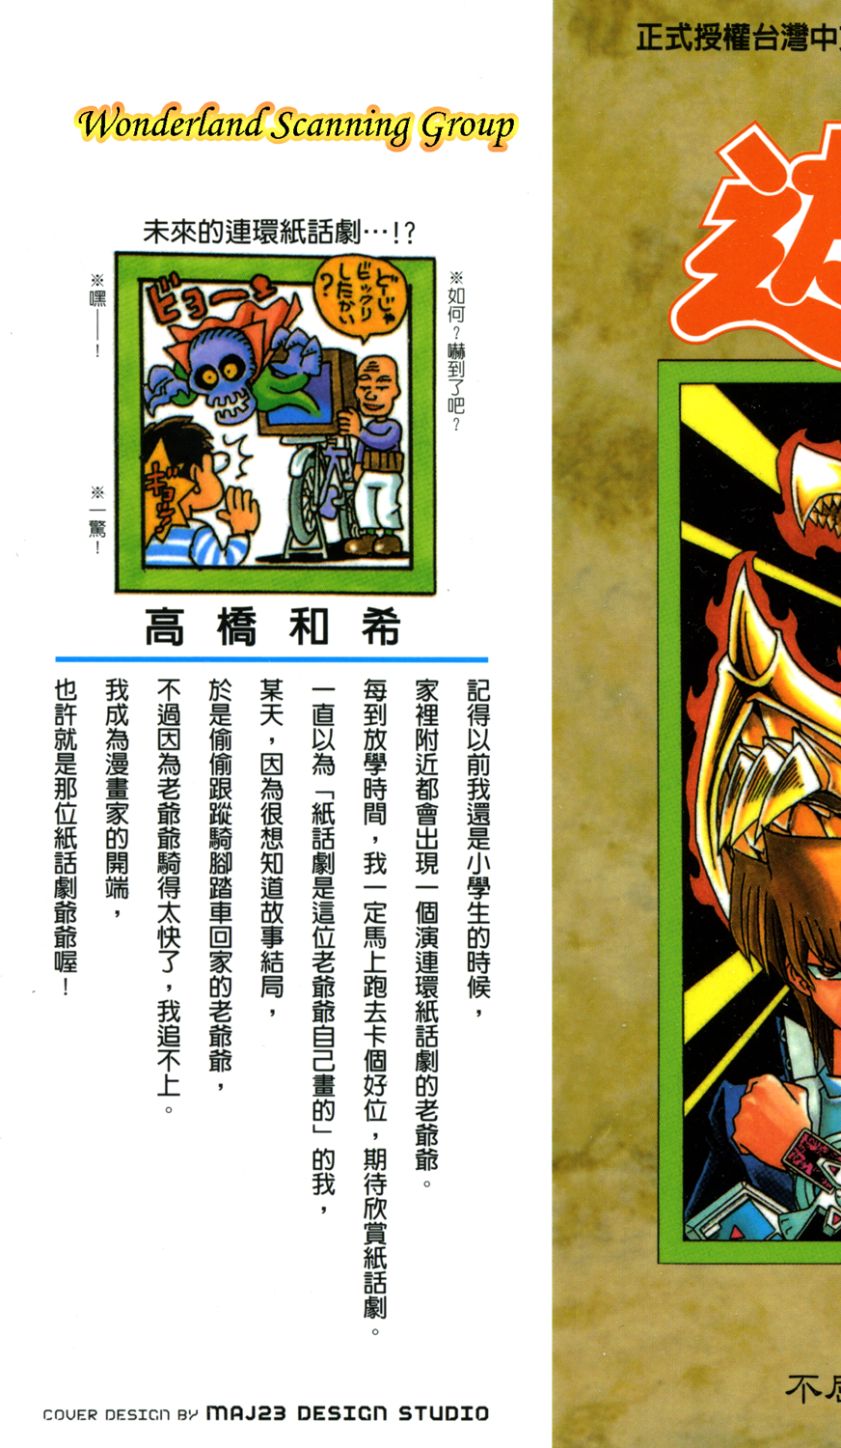 Wonderland Scanning Group
未來的連環紙話劇…!?
※嘿——！
※一驚！
※如何？嚇到了吧？
ビヨーン
どーじゃ
ビックリ
したかい
？
ギョッ
高橋和希
記得以前我還是小學生的時候，
家裡附近都會出現一個演連環紙話劇的老爺爺。
每到放學時間，我一定馬上跑去卡個好位，期待欣賞紙話劇。
一直以為「紙話劇是這位老爺爺自己畫的」的我，
某天，因為很想知道故事結局，
於是偷偷跟蹤騎腳踏車回家的老爺爺，
不過因為老爺爺騎得太快了，我追不上。
我成為漫畫家的開端，
也許就是那位紙話劇爺爺喔！
COVER DESIGN BY MAJ23 DESIGN STUDIO
正式授權台灣中
不屈